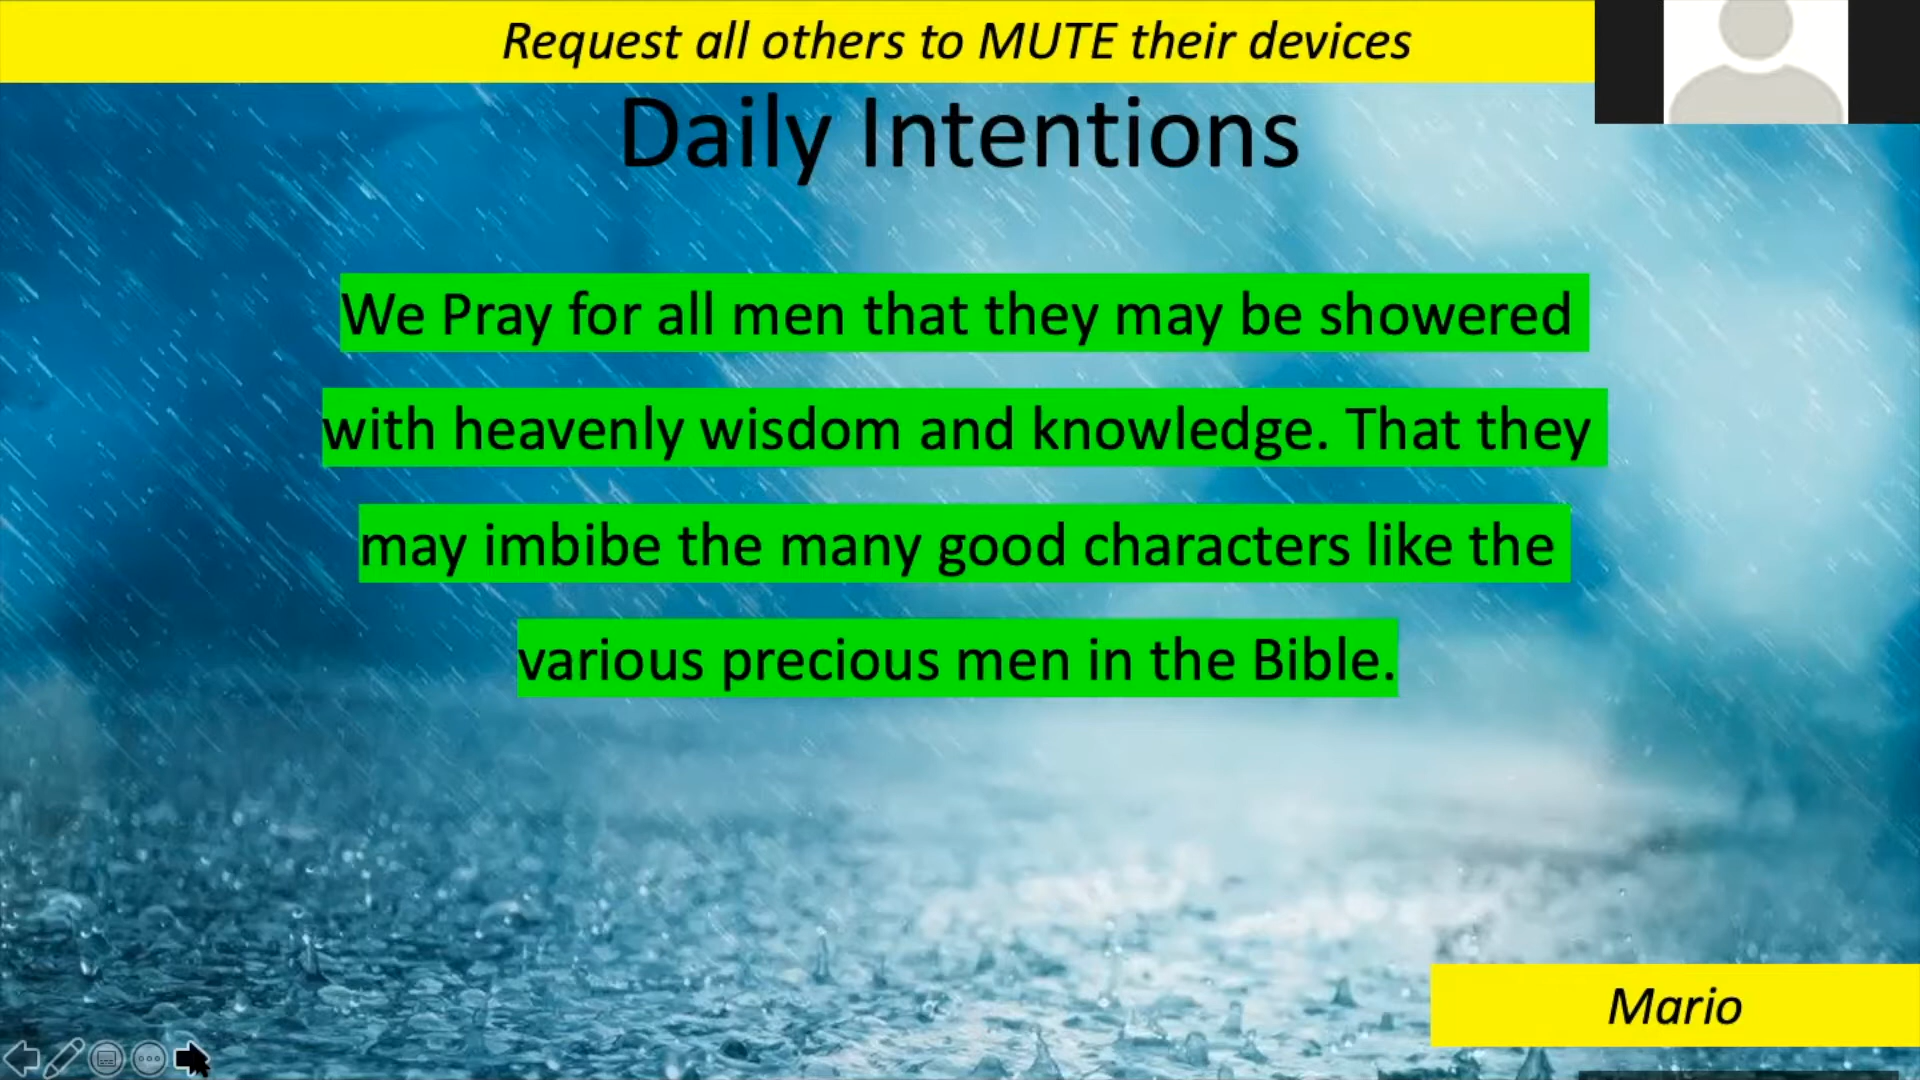 Request all others to MUTE their devices
Daily Intentions
We Pray for all men that they may be showered
with heavenly wisdom and knowledge. That they
may imbibe the many good characters like the
various precious men in the Bible.
Mario